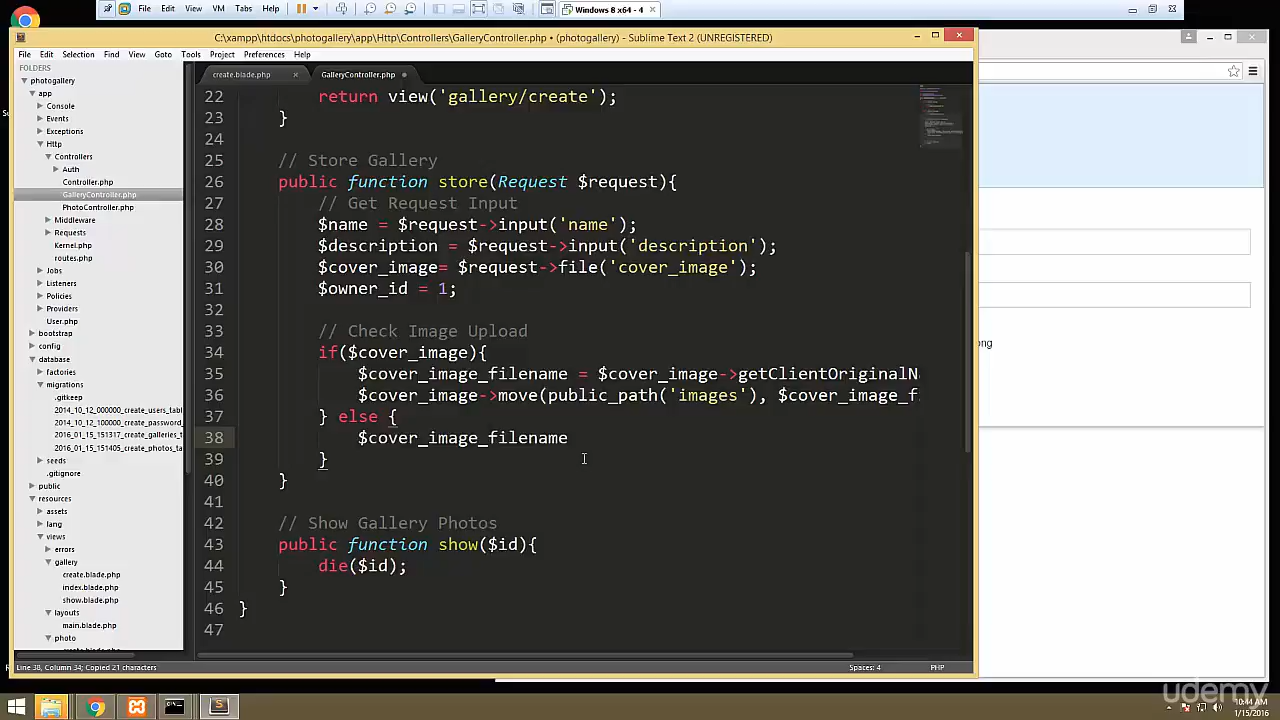 File Edit View VM Tabs Help
Windows 8 x64 - 4
C:\xampp\htdocs\photogallery\app\Http\Controllers\GalleryController.php • (photogallery) - Sublime Text 2 (UNREGISTERED)
File Edit Selection Find View Goto Tools Project Preferences Help
FOLDERS
photogallery
app
Console
Events
Exceptions
Http
Controllers
Auth
Controller.php
GalleryController.php
PhotoController.php
Middleware
Requests
Kernel.php
routes.php
Jobs
Listeners
Policies
Providers
User.php
bootstrap
config
database
factories
migrations
.gitkeep
2014_10_12_000000_create_users_tabl
2014_10_12_100000_create_password_
2016_01_15_151317_create_galleries_t
2016_01_15_151405_create_photos_ta
seeds
.gitignore
public
resources
assets
lang
views
errors
gallery
create.blade.php
index.blade.php
show.blade.php
layouts
main.blade.php
photo
create.blade.php GalleryController.php
22 return view('gallery/create');
23 }
24
25 // Store Gallery
26 public function store(Request $request){
27 // Get Request Input
28 $name = $request->input('name');
29 $description = $request->input('description');
30 $cover_image= $request->file('cover_image');
31 $owner_id = 1;
32
33 // Check Image Upload
34 if($cover_image){
35 $cover_image_filename = $cover_image->getClientOriginalN
36 $cover_image->move(public_path('images'), $cover_image_f
37 } else {
38 $cover_image_filename
39 }
40 }
41
42 // Show Gallery Photos
43 public function show($id){
44 die($id);
45 }
46 }
47
Line 38, Column 34; Copied 21 characters
Spaces: 4
PHP
ong
udemy
10:44 AM
1/15/2016